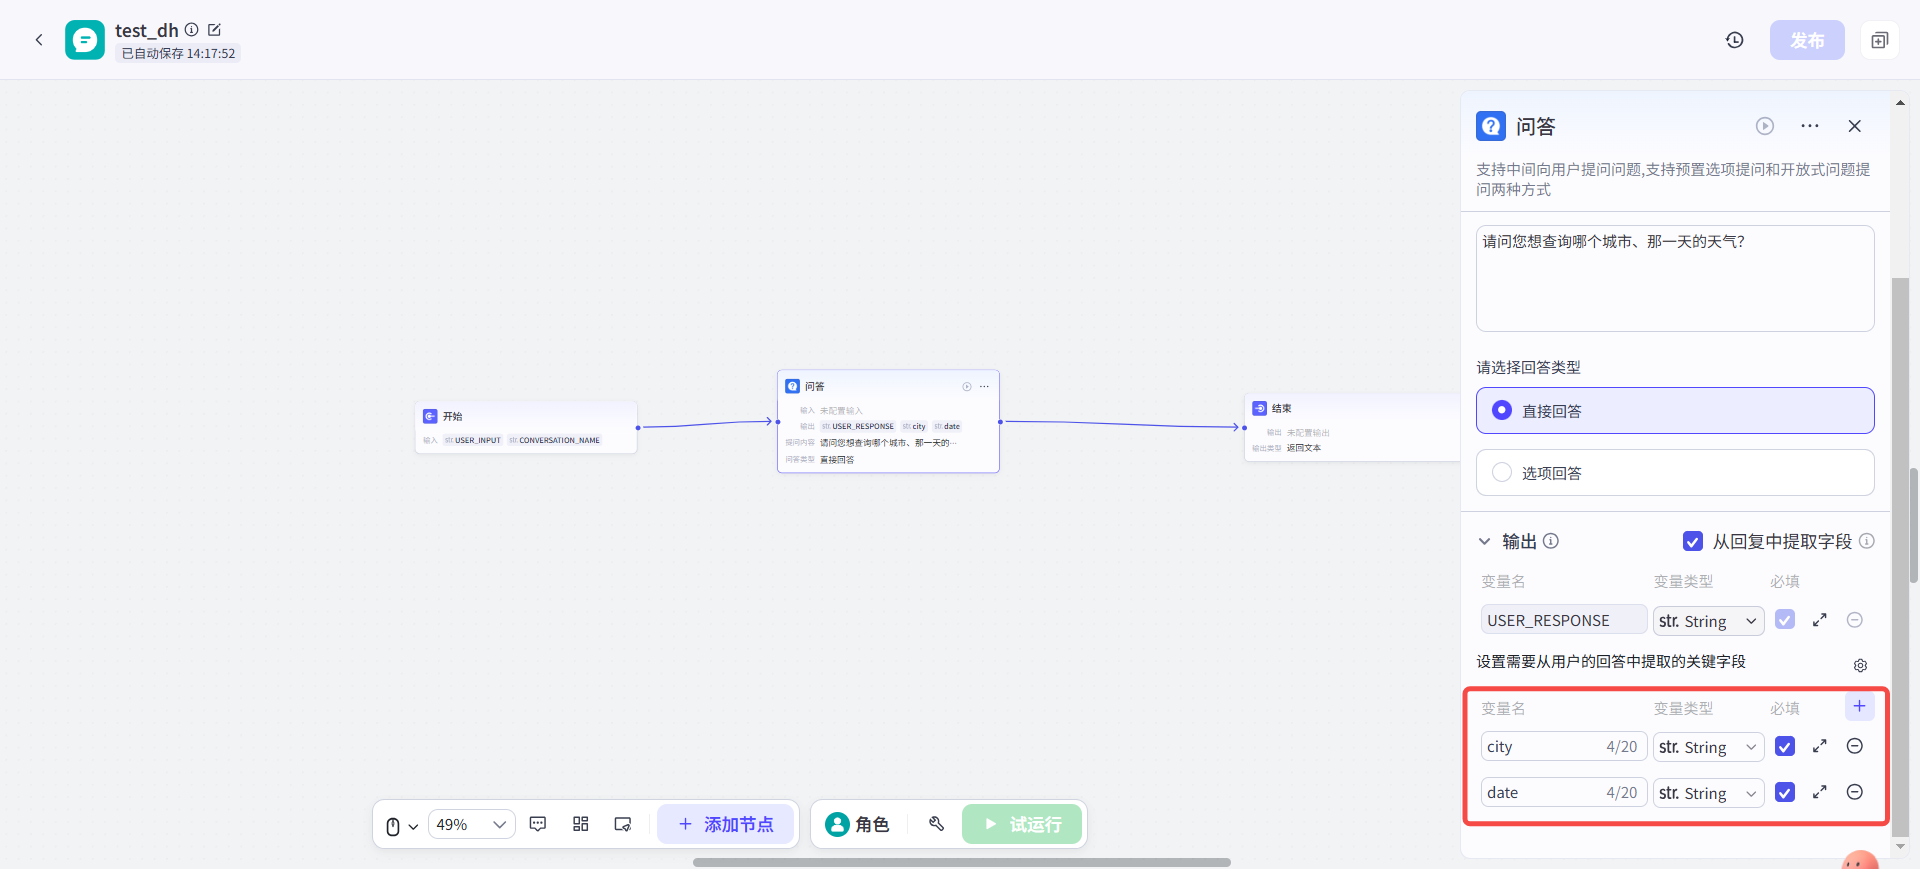 test_dh
已自动保存 14:17:52
发布
开始
输入 str. USER_INPUT str. CONVERSATION_NAME
问答
输入 未配置输入
输出 str. USER_RESPONSE str. city str. date
提问内容 请问您想查询哪个城市、那一天的···
问答类型 直接回答
结束
输出 未配置输出
输出类型 返回文本
49%
添加节点
角色
试运行
问答
支持中间向用户提问问题,支持预置选项提问和开放式问题提
问两种方式
请问您想查询哪个城市、那一天的天气?
请选择回答类型
直接回答
选项回答
输出 从回复中提取字段
变量名 变量类型 必填
USER_RESPONSE str. String
设置需要从用户的回答中提取的关键字段
变量名 变量类型 必填
city 4/20 str. String
date 4/20 str. String